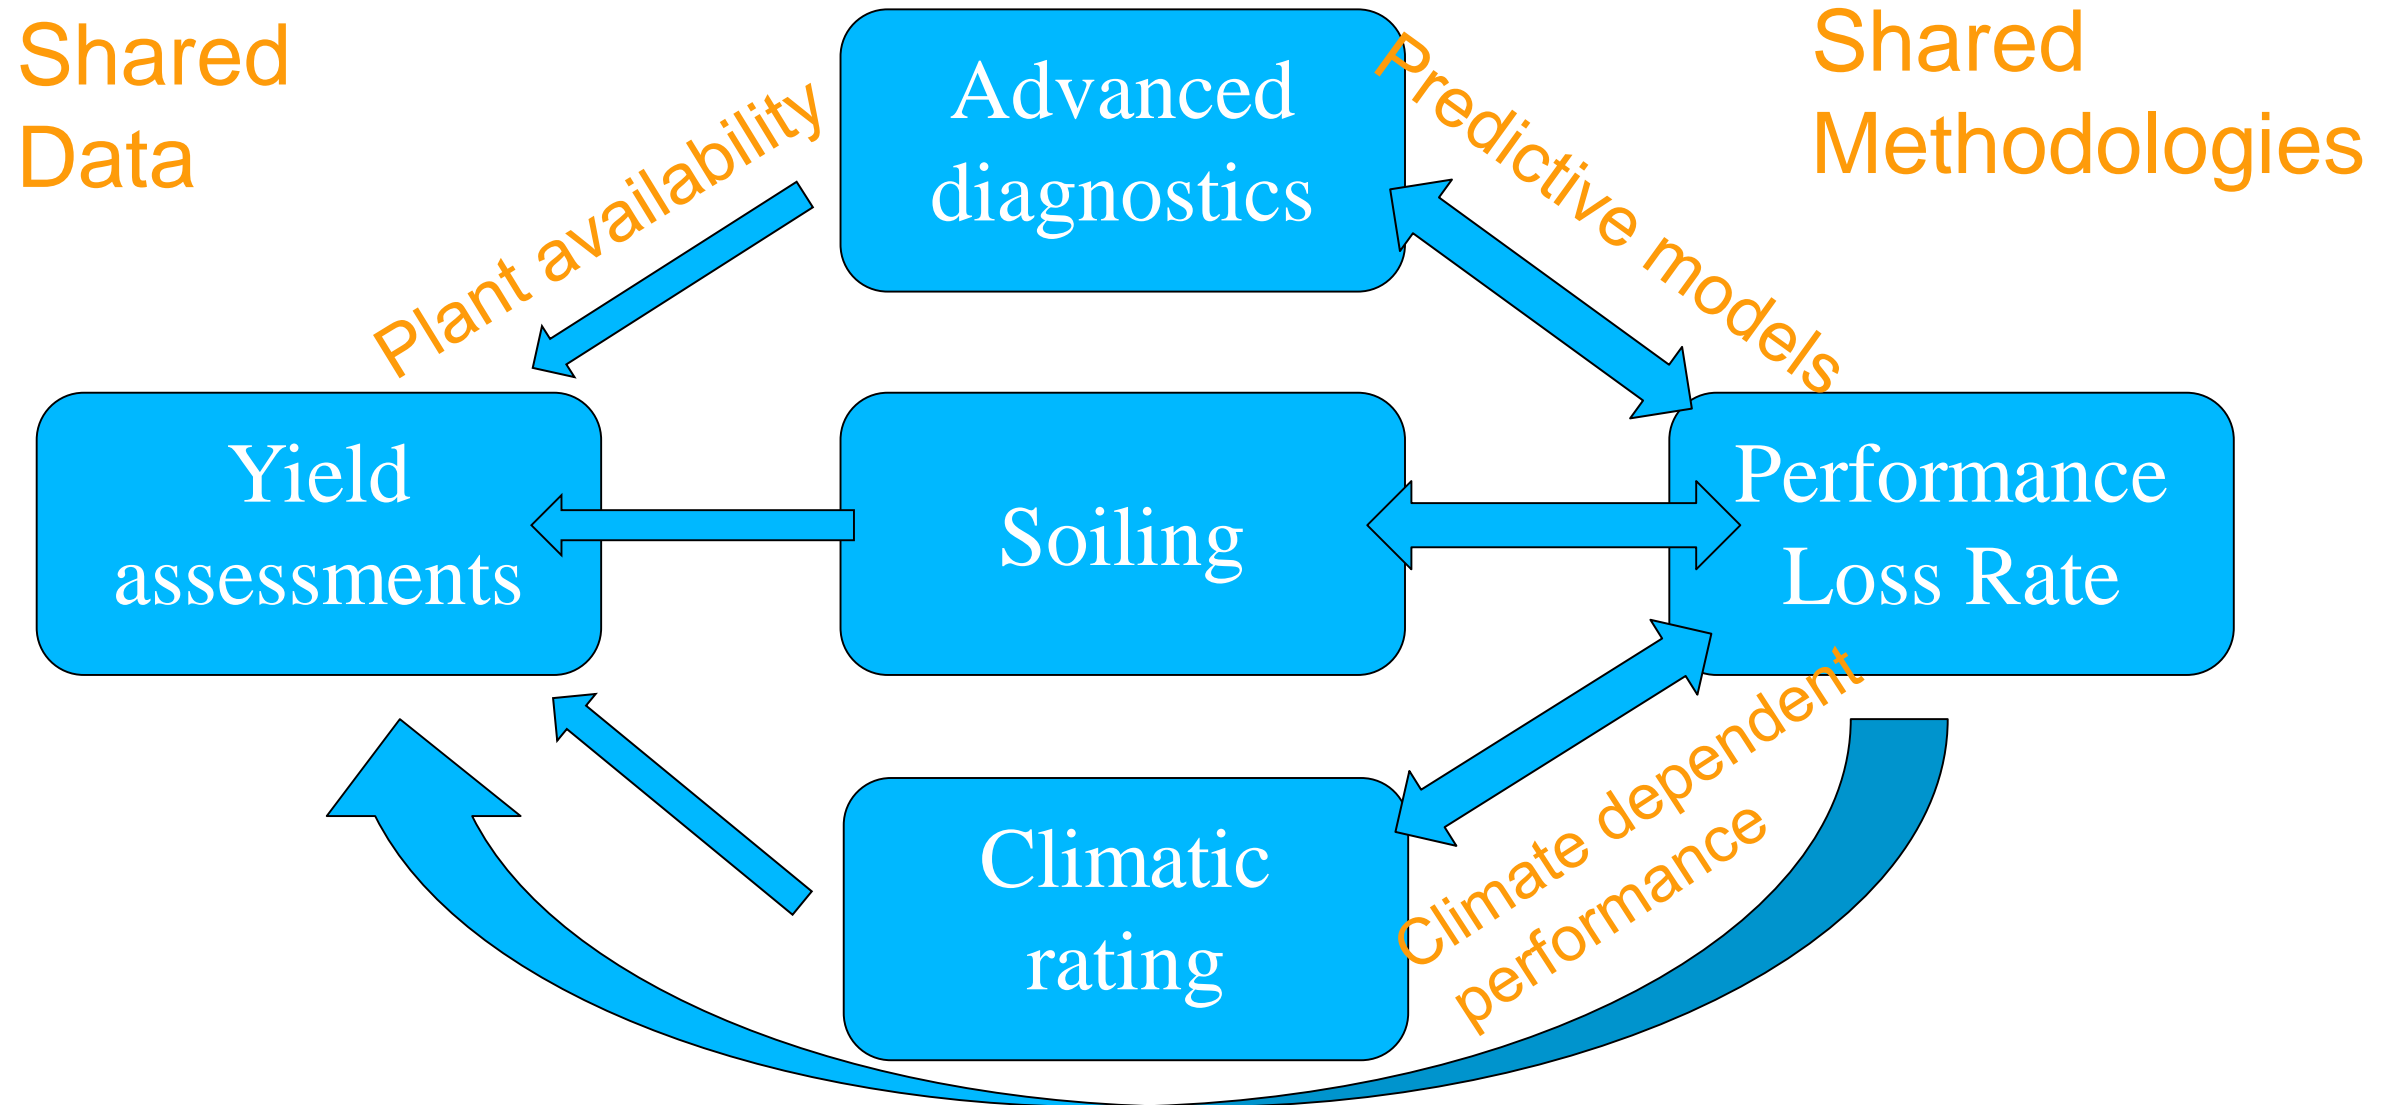 Shared
Data
Shared
Methodologies
Advanced
diagnostics
Plant availability
Predictive models
Yield
assessments
Soiling
Performance
Loss Rate
Climatic
rating
Climate dependent
performance